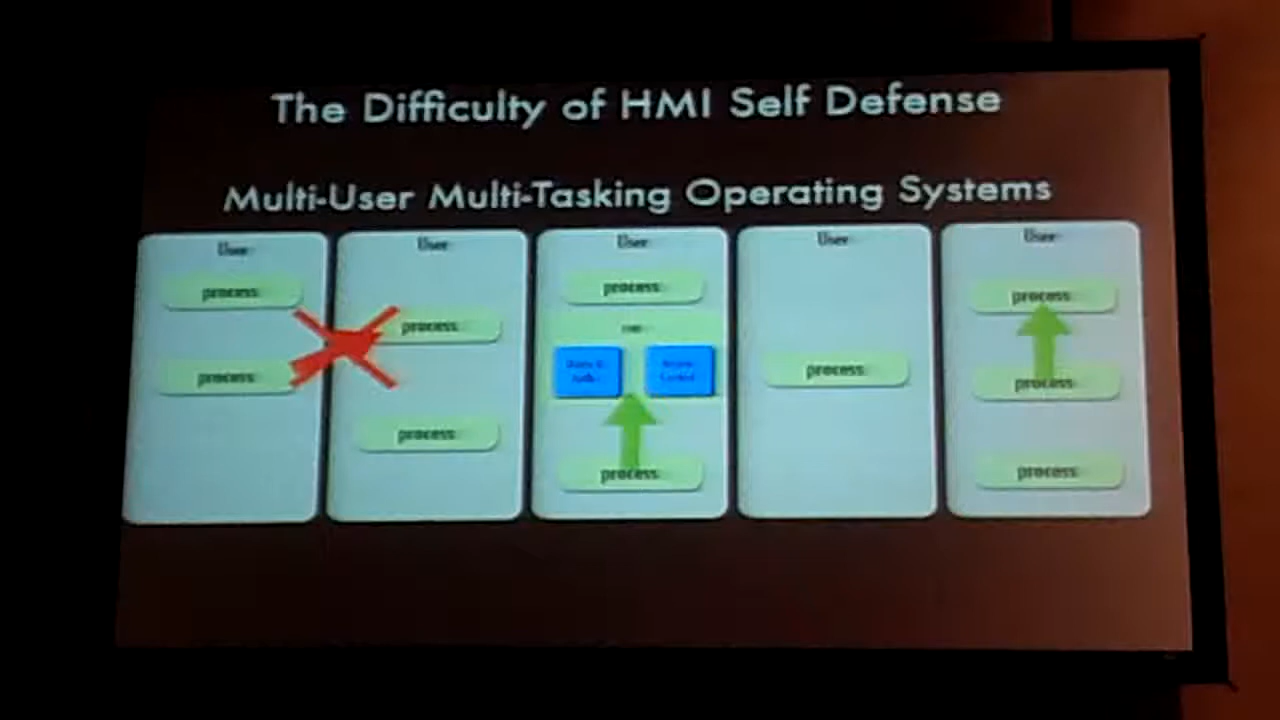 The Difficulty of HMI Self Defense
Multi-User Multi-Tasking Operating Systems
User
process
process
User
process
process
User
process
process
User
process
User
process
process
process